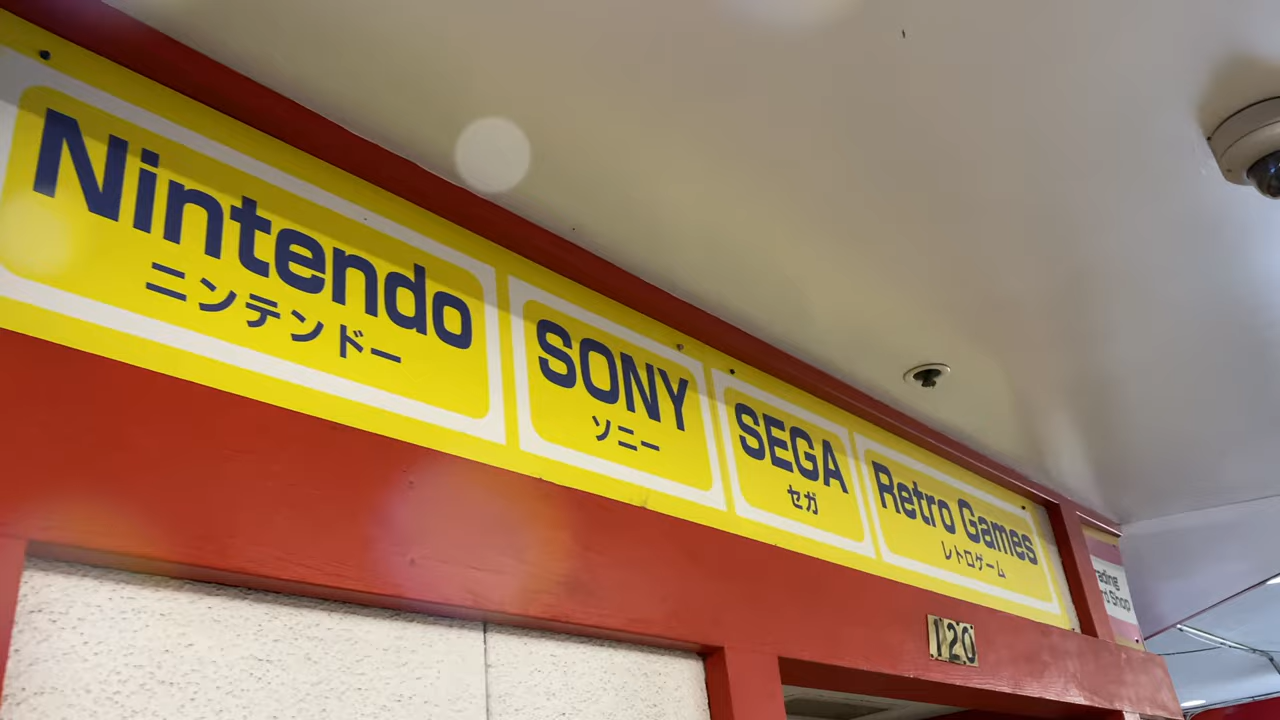 Nintendo
ニンテンドー
SONY
ソニー
SEGA
セガ
Retro Games
レトロゲーム
120
Shop